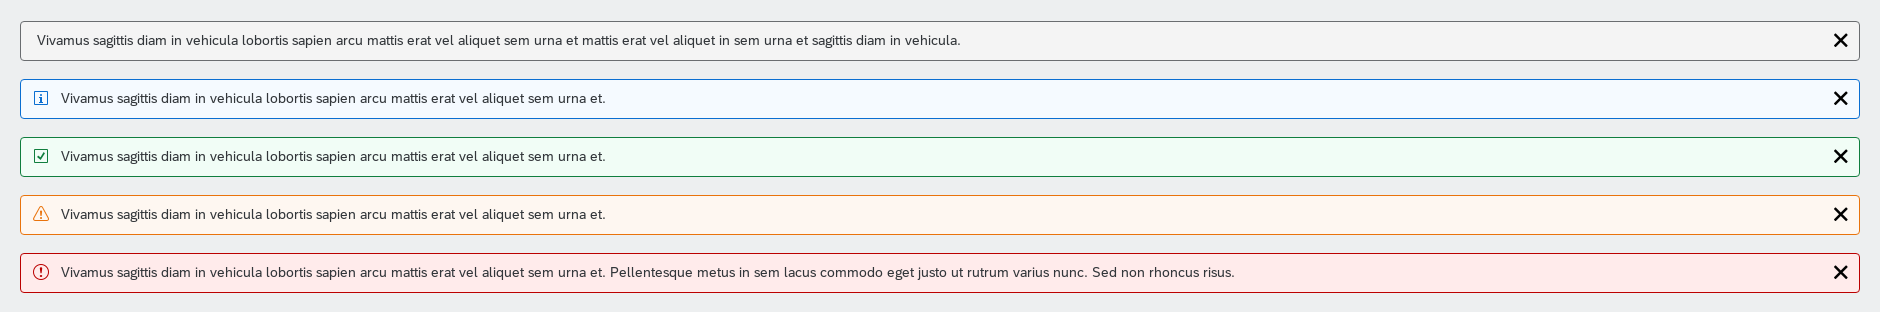 Vivamus sagittis diam in vehicula lobortis sapien arcu mattis erat vel aliquet sem urna et mattis erat vel aliquet in sem urna et sagittis diam in vehicula.
Vivamus sagittis diam in vehicula lobortis sapien arcu mattis erat vel aliquet sem urna et.
Vivamus sagittis diam in vehicula lobortis sapien arcu mattis erat vel aliquet sem urna et.
Vivamus sagittis diam in vehicula lobortis sapien arcu mattis erat vel aliquet sem urna et.
Vivamus sagittis diam in vehicula lobortis sapien arcu mattis erat vel aliquet sem urna et. Pellentesque metus in sem lacus commodo eget justo ut rutrum varius nunc. Sed non rhoncus risus.